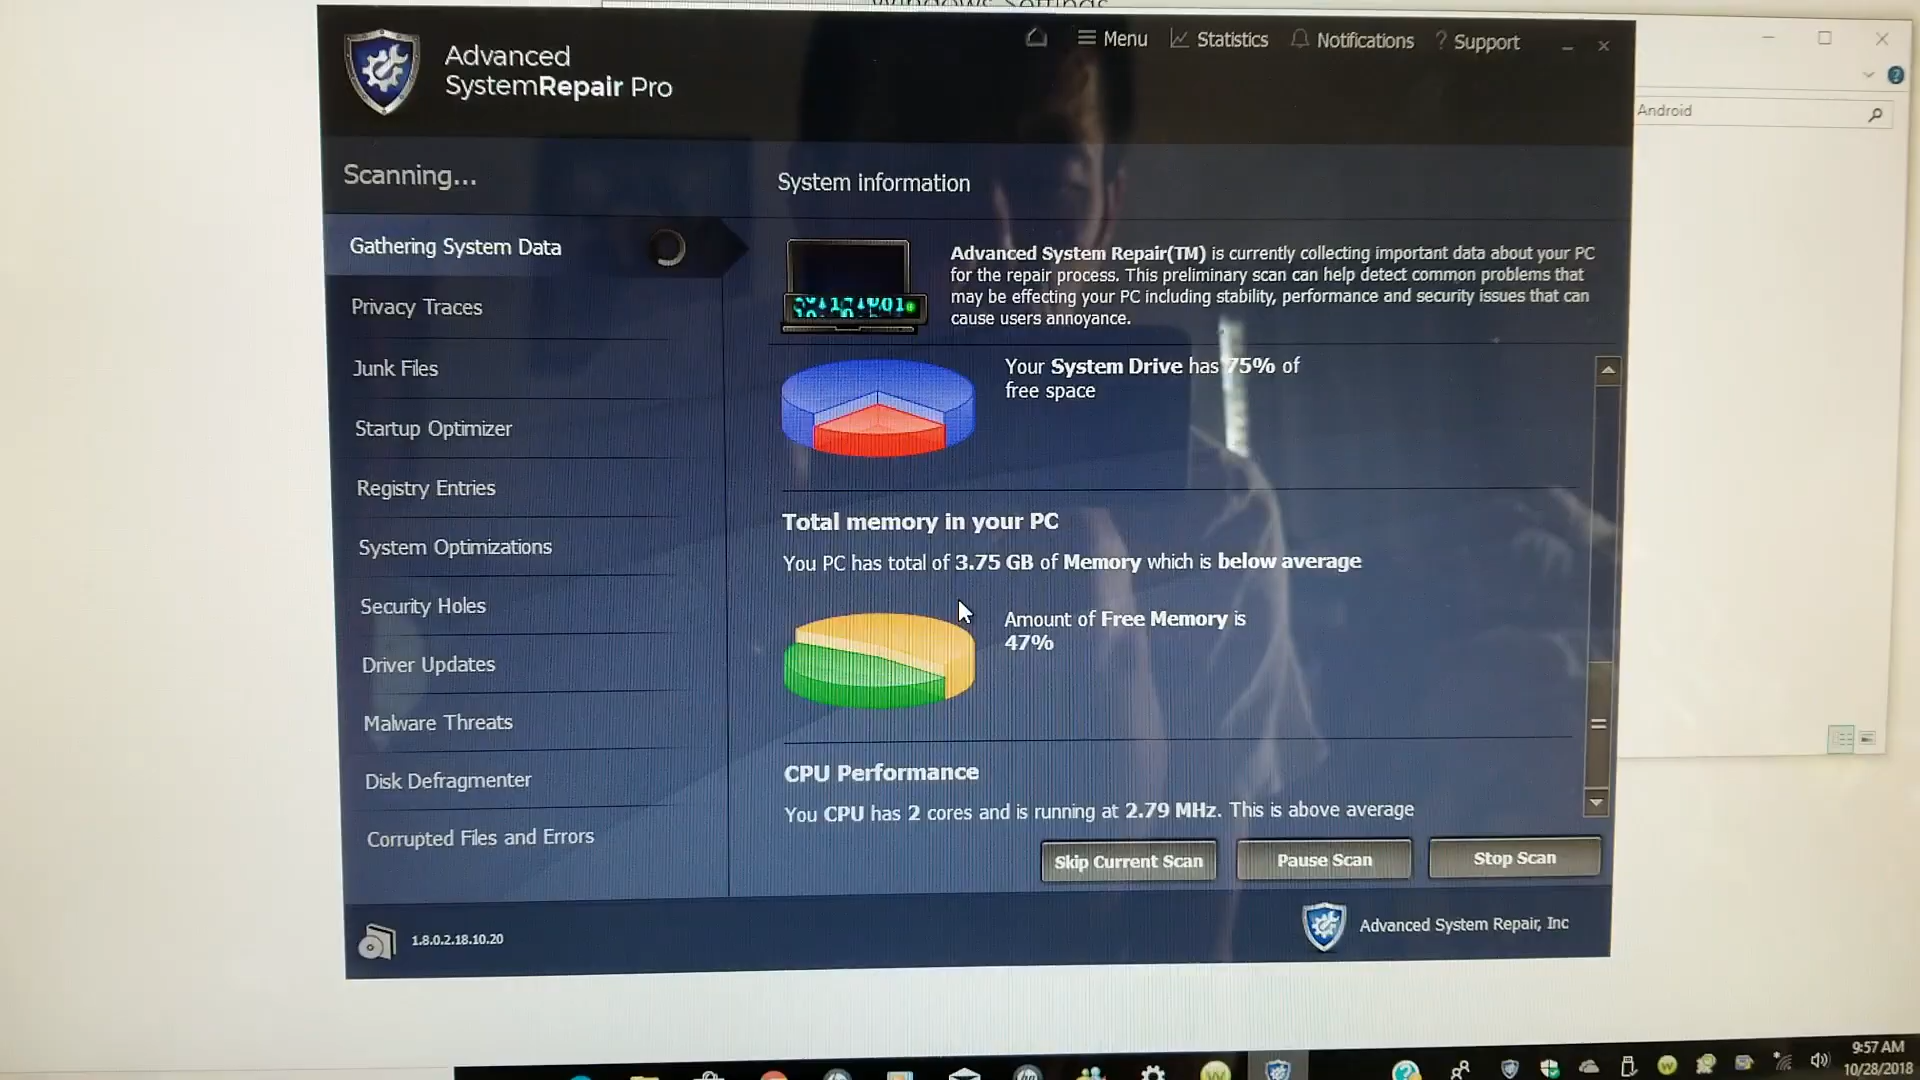 Windows Settings
Advanced
SystemRepair Pro
Menu
Statistics
Notifications
? Support
Android
Scanning...
System information
Gathering System Data
Privacy Traces
Junk Files
Startup Optimizer
Registry Entries
System Optimizations
Security Holes
Driver Updates
Malware Threats
Disk Defragmenter
Corrupted Files and Errors
Advanced System Repair(TM) is currently collecting important data about your PC
for the repair process. This preliminary scan can help detect common problems that
may be effecting your PC including stability, performance and security issues that can
cause users annoyance.
Your System Drive has 75% of
free space
Total memory in your PC
You PC has total of 3.75 GB of Memory which is below average
Amount of Free Memory is
47%
CPU Performance
You CPU has 2 cores and is running at 2.79 MHz. This is above average
Skip Current Scan
Pause Scan
Stop Scan
1.8.0.2.18.10.20
Advanced System Repair, Inc
9:57 AM
10/28/2018